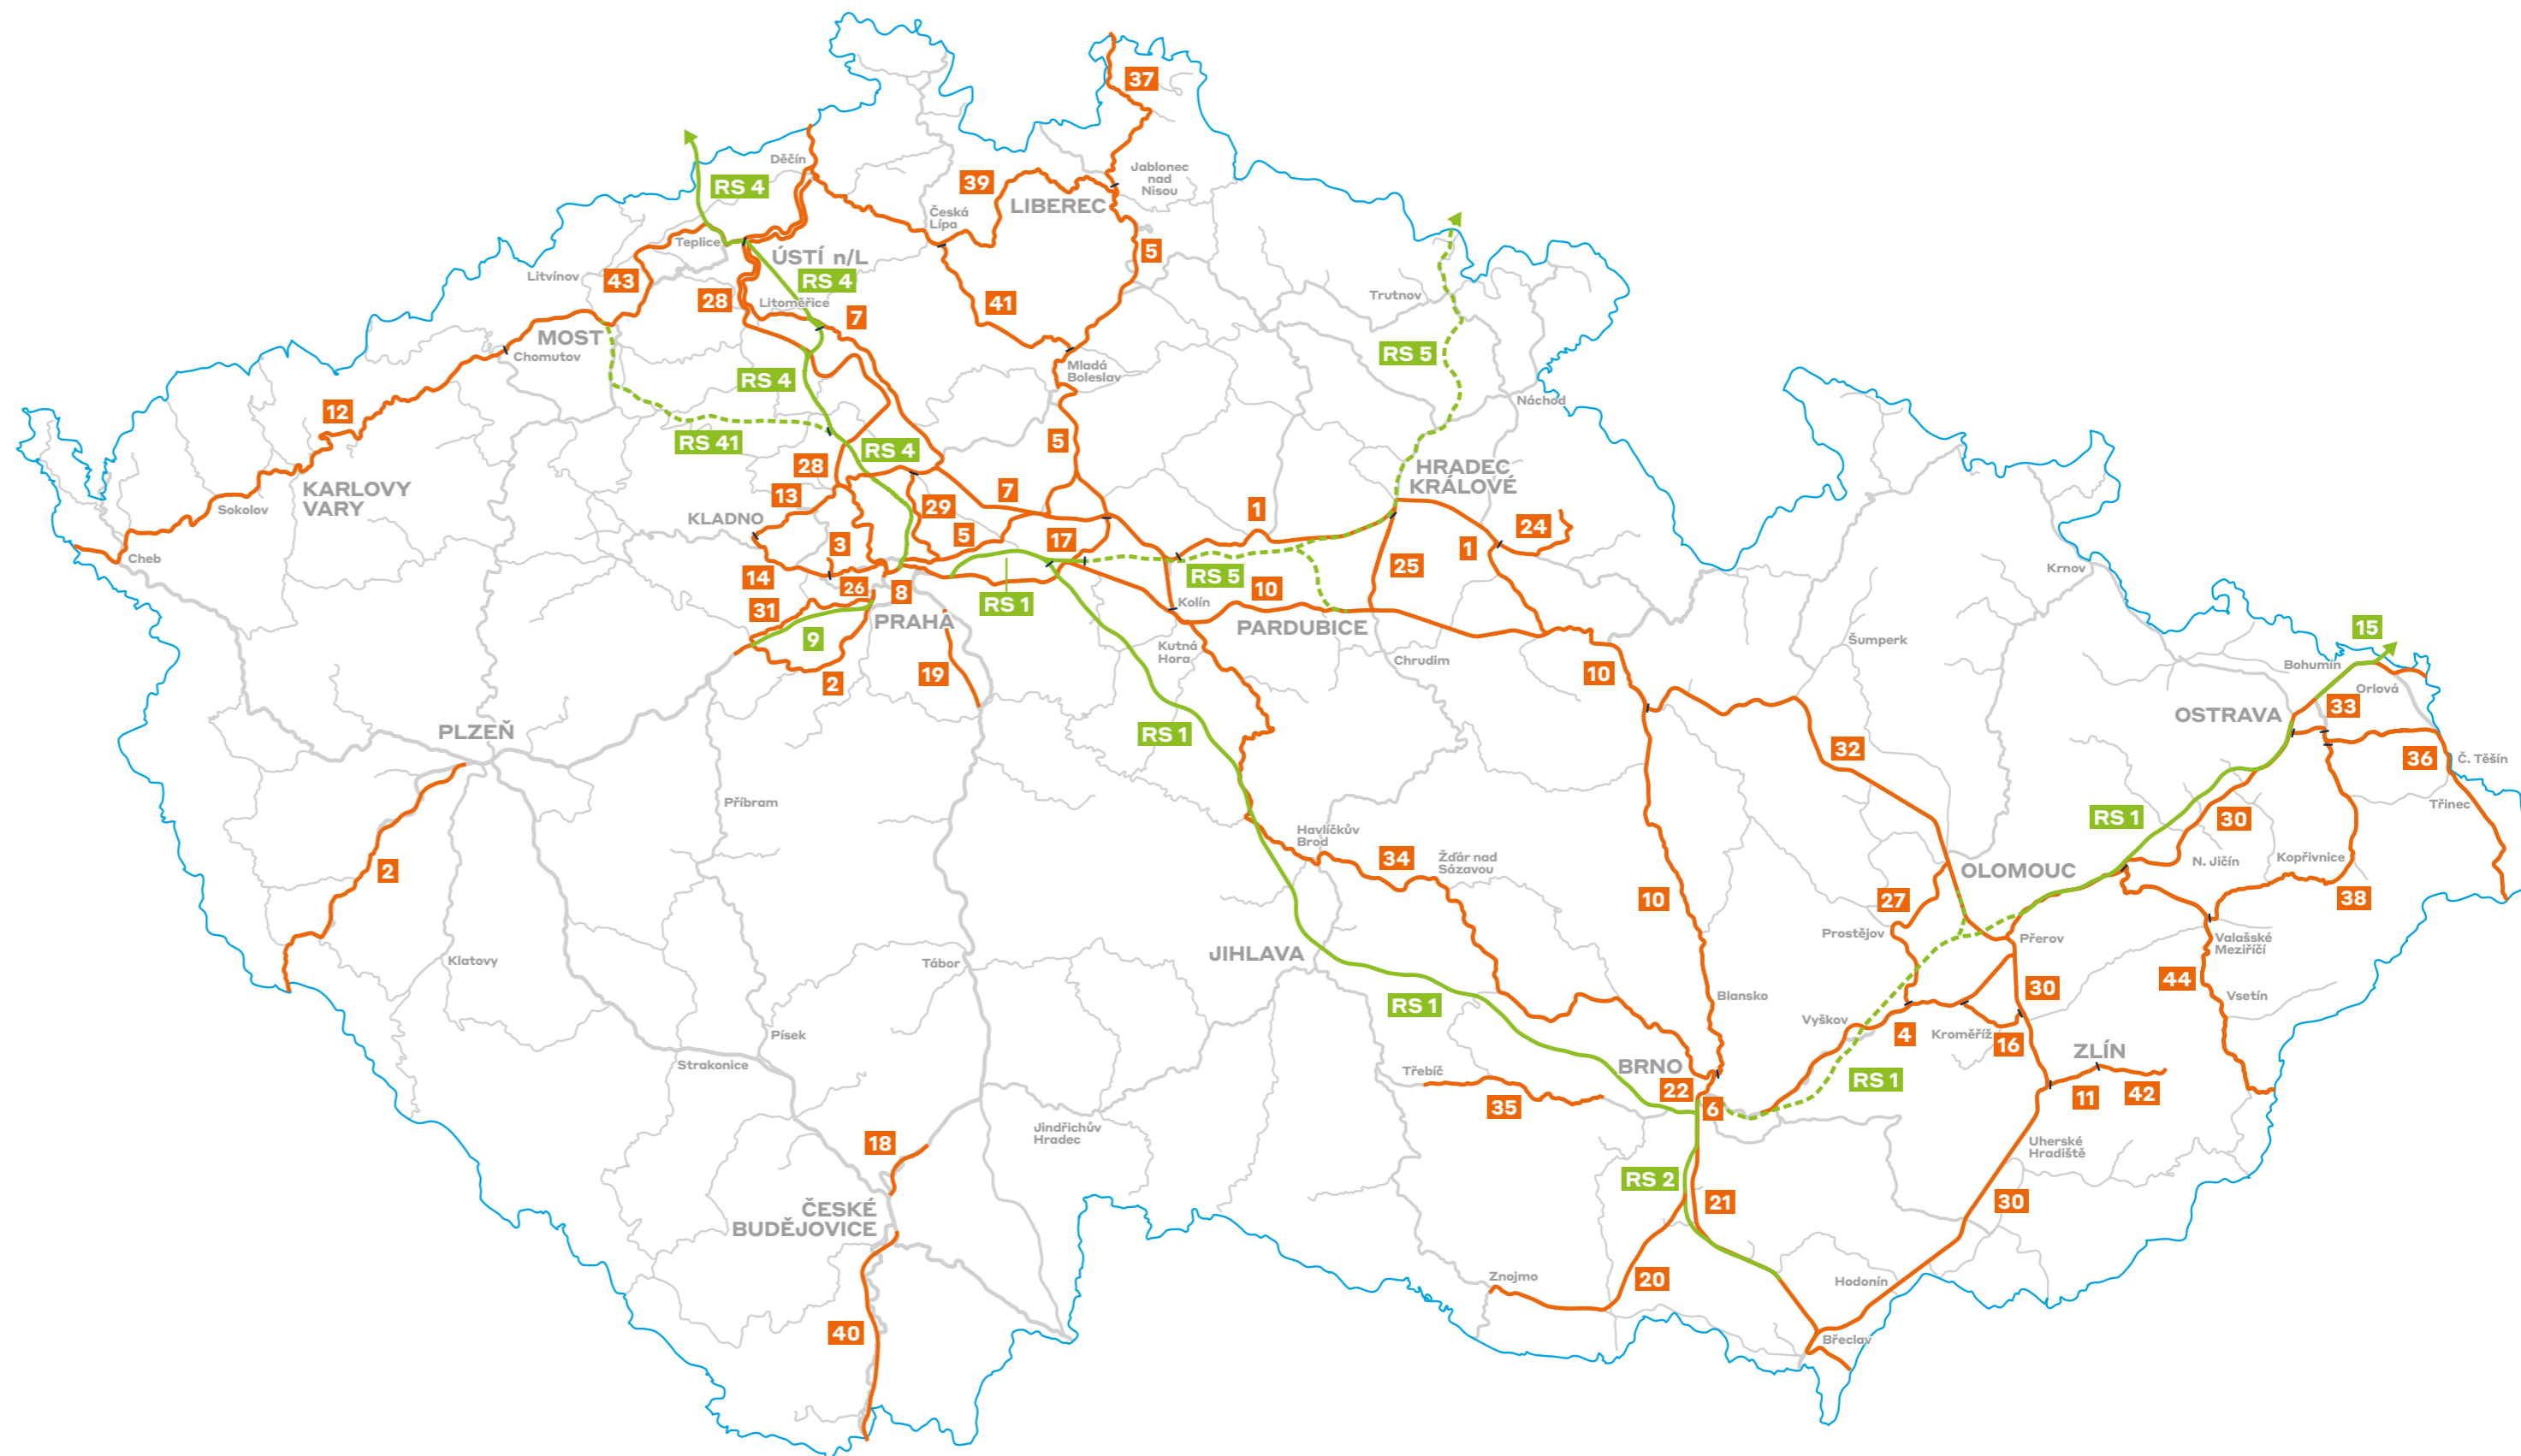 37
Děčín
RS 4
39
Jablonec
nad
Nisou
LIBEREC
Česká
Lípa
Teplice
ÚSTÍ n/L
5
Litvínov
43
RS 4
28
Litoměřice
41
7
Trutnov
MOST
Chomutov
RS 5
Mladá
Boleslav
RS 4
Náchod
12
RS 41
5
RS 4
28
HRADEC
KRÁLOVÉ
KARLOVY
VARY
13
7
Sokolov
29
1
KLADNO
24
5
17
3
1
Cheb
14
26
8
RS 5
25
Krnov
10
RS 1
Kolín
31
PRAHA
PARDUBICE
9
15
Šumperk
Kutná
Hora
Chrudim
Bohumín
19
2
10
Orlová
33
OSTRAVA
PLZEŇ
RS 1
32
36
Č. Těšín
Příbram
Třinec
RS 1
30
Havlíčkův
Brod
34
Žďár nad
Sázavou
N. Jičín
Kopřivnice
2
OLOMOUC
10
27
38
Prostějov
Přerov
Valašské
Meziříčí
JIHLAVA
Klatovy
Tábor
44
30
RS 1
Blansko
Vsetín
Vyškov
4
Kroměříž
16
Písek
ZLÍN
Strakonice
BRNO
Třebíč
RS 1
22
11
42
35
6
Jindřichův
Hradec
18
Uherské
Hradiště
RS 2
ČESKÉ
BUDĚJOVICE
21
30
Znojmo
20
Hodonín
40
Břeclav